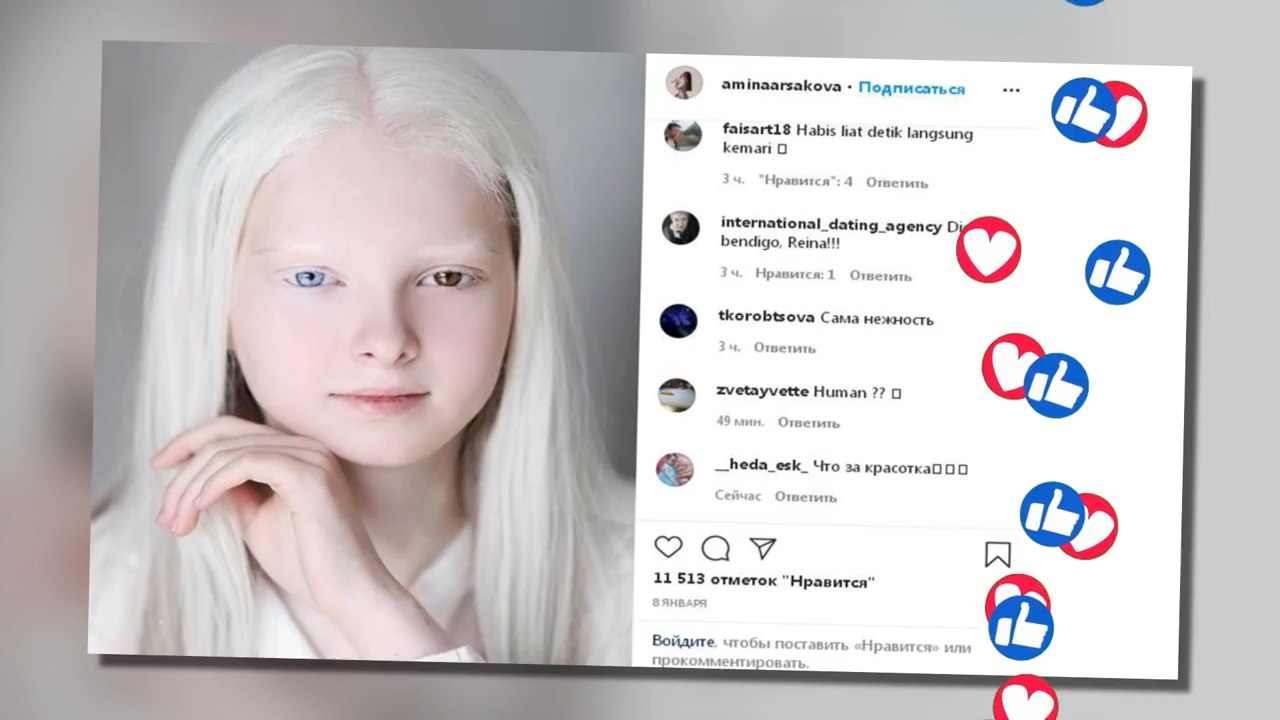 aminaarsakova • Подписаться
faisart18 Habis liat detik langsung
kemari
3 ч. "Нравится": 4 Ответить
international_dating_agency Di
bendigo, Reina!!!
3 ч. Нравится: 1 Ответить
tkorobtsova Сама нежность
3 ч. Ответить
zvetayvette Human ??
49 мин. Ответить
__heda_esk_ Что за красотка
Сейчас Ответить
11 513 отметок "Нравится"
8 ЯНВАРЯ
Войдите, чтобы поставить «Нравится» или
прокомментировать.